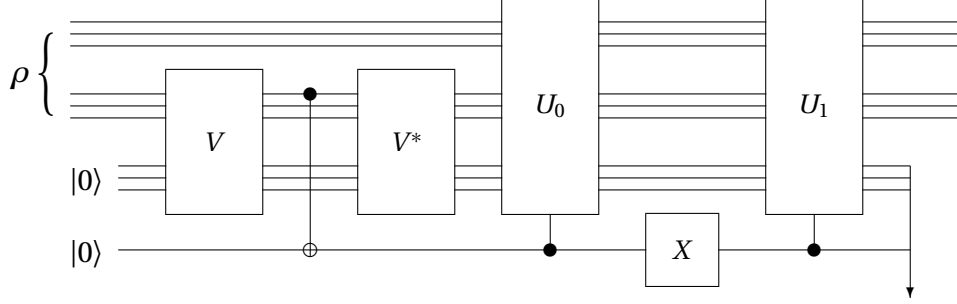 ρ
V
V*
U₀
U₁
|0⟩
|0⟩
X